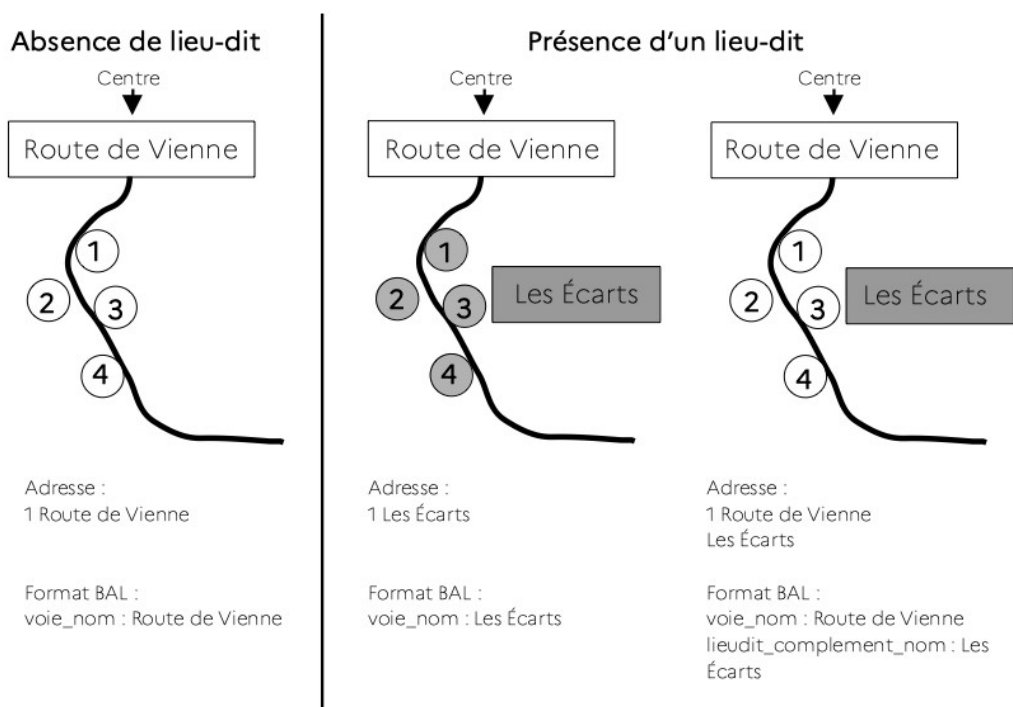 Absence de lieu-dit
Centre
Route de Vienne
1
2
3
4
Adresse :
1 Route de Vienne
Format BAL :
voie_nom : Route de Vienne
Présence d'un lieu-dit
Centre
Route de Vienne
1
2
3
Les Écarts
4
Adresse :
1 Les Écarts
Format BAL :
voie_nom : Les Écarts
Centre
Route de Vienne
1
2
3
Les Écarts
4
Adresse :
1 Route de Vienne
Les Écarts
Format BAL :
voie_nom : Route de Vienne
lieudit_complement_nom : Les
Écarts